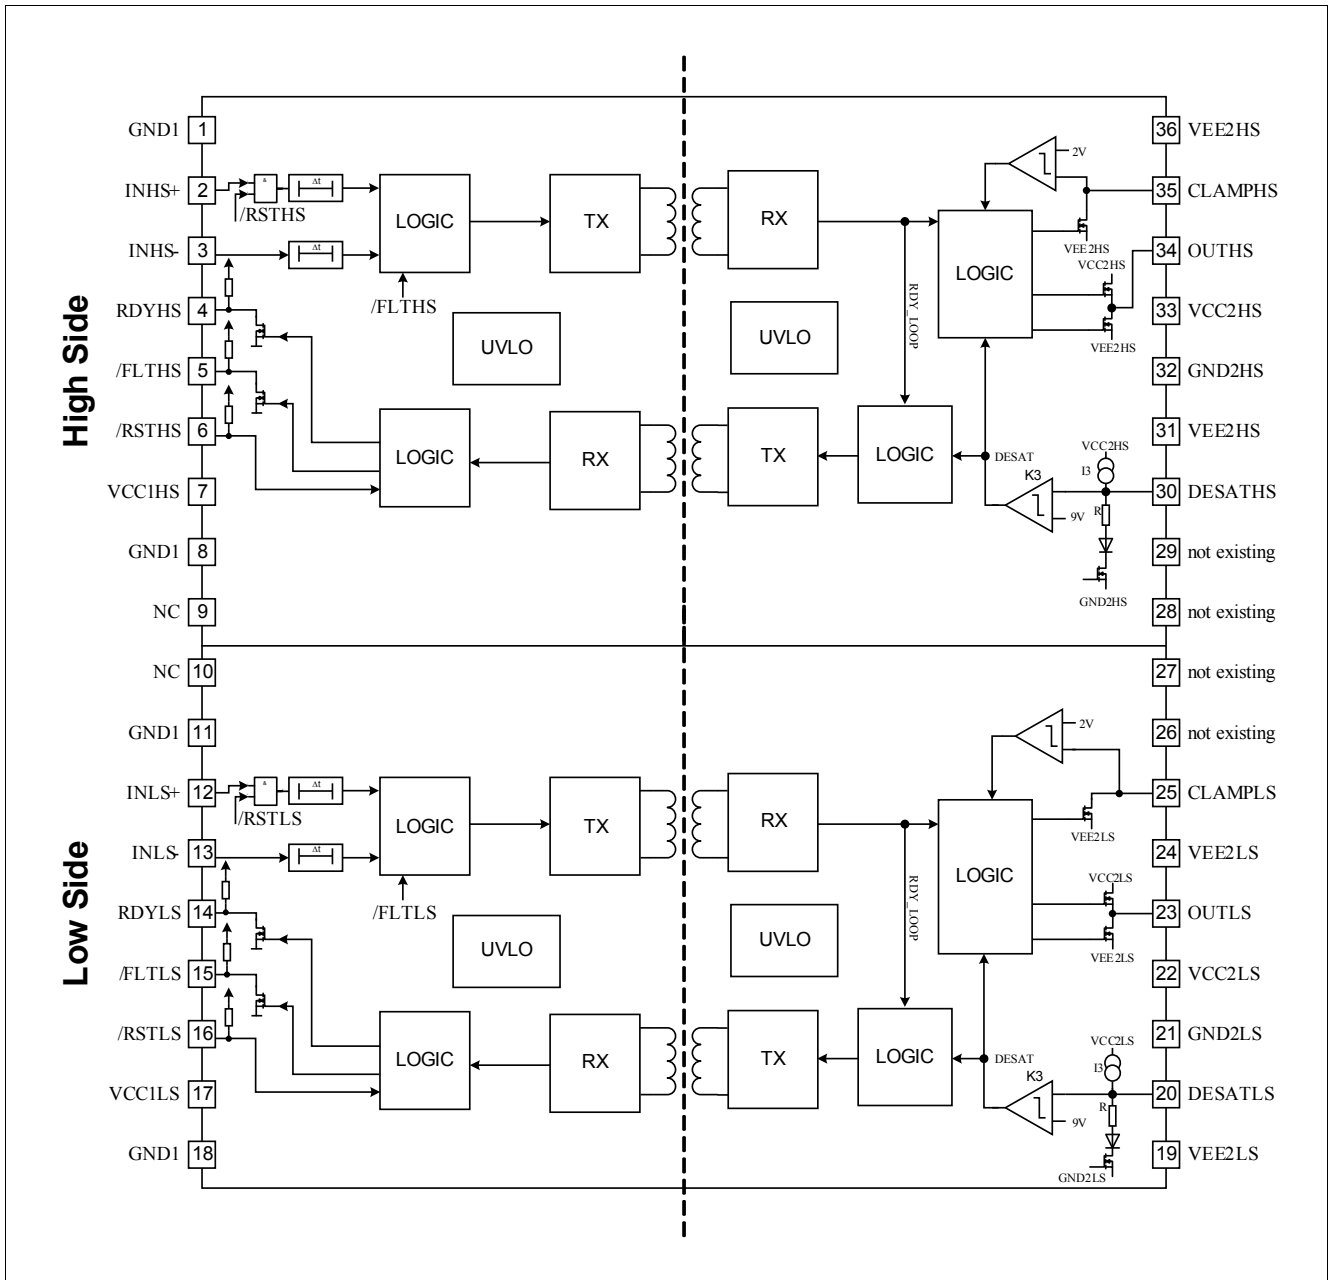 High Side
GND1 1
INHS+ 2
& Δt
/RSTHS
INHS- 3
Δt
RDYHS 4
/FLTHS 5
/RSTHS 6
VCC1HS 7
GND1 8
NC 9
LOGIC
/FLTHS
TX
UVLO
LOGIC
RX
RX
UVLO
RDY_LOOP
TX
LOGIC
LOGIC
2V
VEE2HS
VCC2HS
VEE2HS
DESAT
K3
9V
VCC2HS
I3
R
GND2HS
36 VEE2HS
35 CLAMPHS
34 OUTHS
33 VCC2HS
32 GND2HS
31 VEE2HS
30 DESATHS
29 not existing
28 not existing
Low Side
NC 10
GND1 11
INLS+ 12
& Δt
/RSTLS
INLS- 13
Δt
RDYLS 14
/FLTLS 15
/RSTLS 16
VCC1LS 17
GND1 18
LOGIC
/FLTLS
TX
UVLO
LOGIC
RX
RX
UVLO
RDY_LOOP
TX
LOGIC
LOGIC
2V
VEE2LS
VCC2LS
VEE2LS
DESAT
K3
9V
VCC2LS
I3
R
GND2LS
27 not existing
26 not existing
25 CLAMPLS
24 VEE2LS
23 OUTLS
22 VCC2LS
21 GND2LS
20 DESATLS
19 VEE2LS